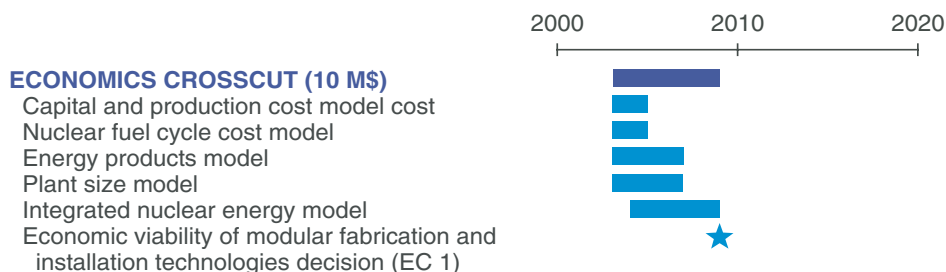 2000 2010 2020
ECONOMICS CROSSCUT (10 M$)
Capital and production cost model cost
Nuclear fuel cycle cost model
Energy products model
Plant size model
Integrated nuclear energy model
Economic viability of modular fabrication and
installation technologies decision (EC 1)